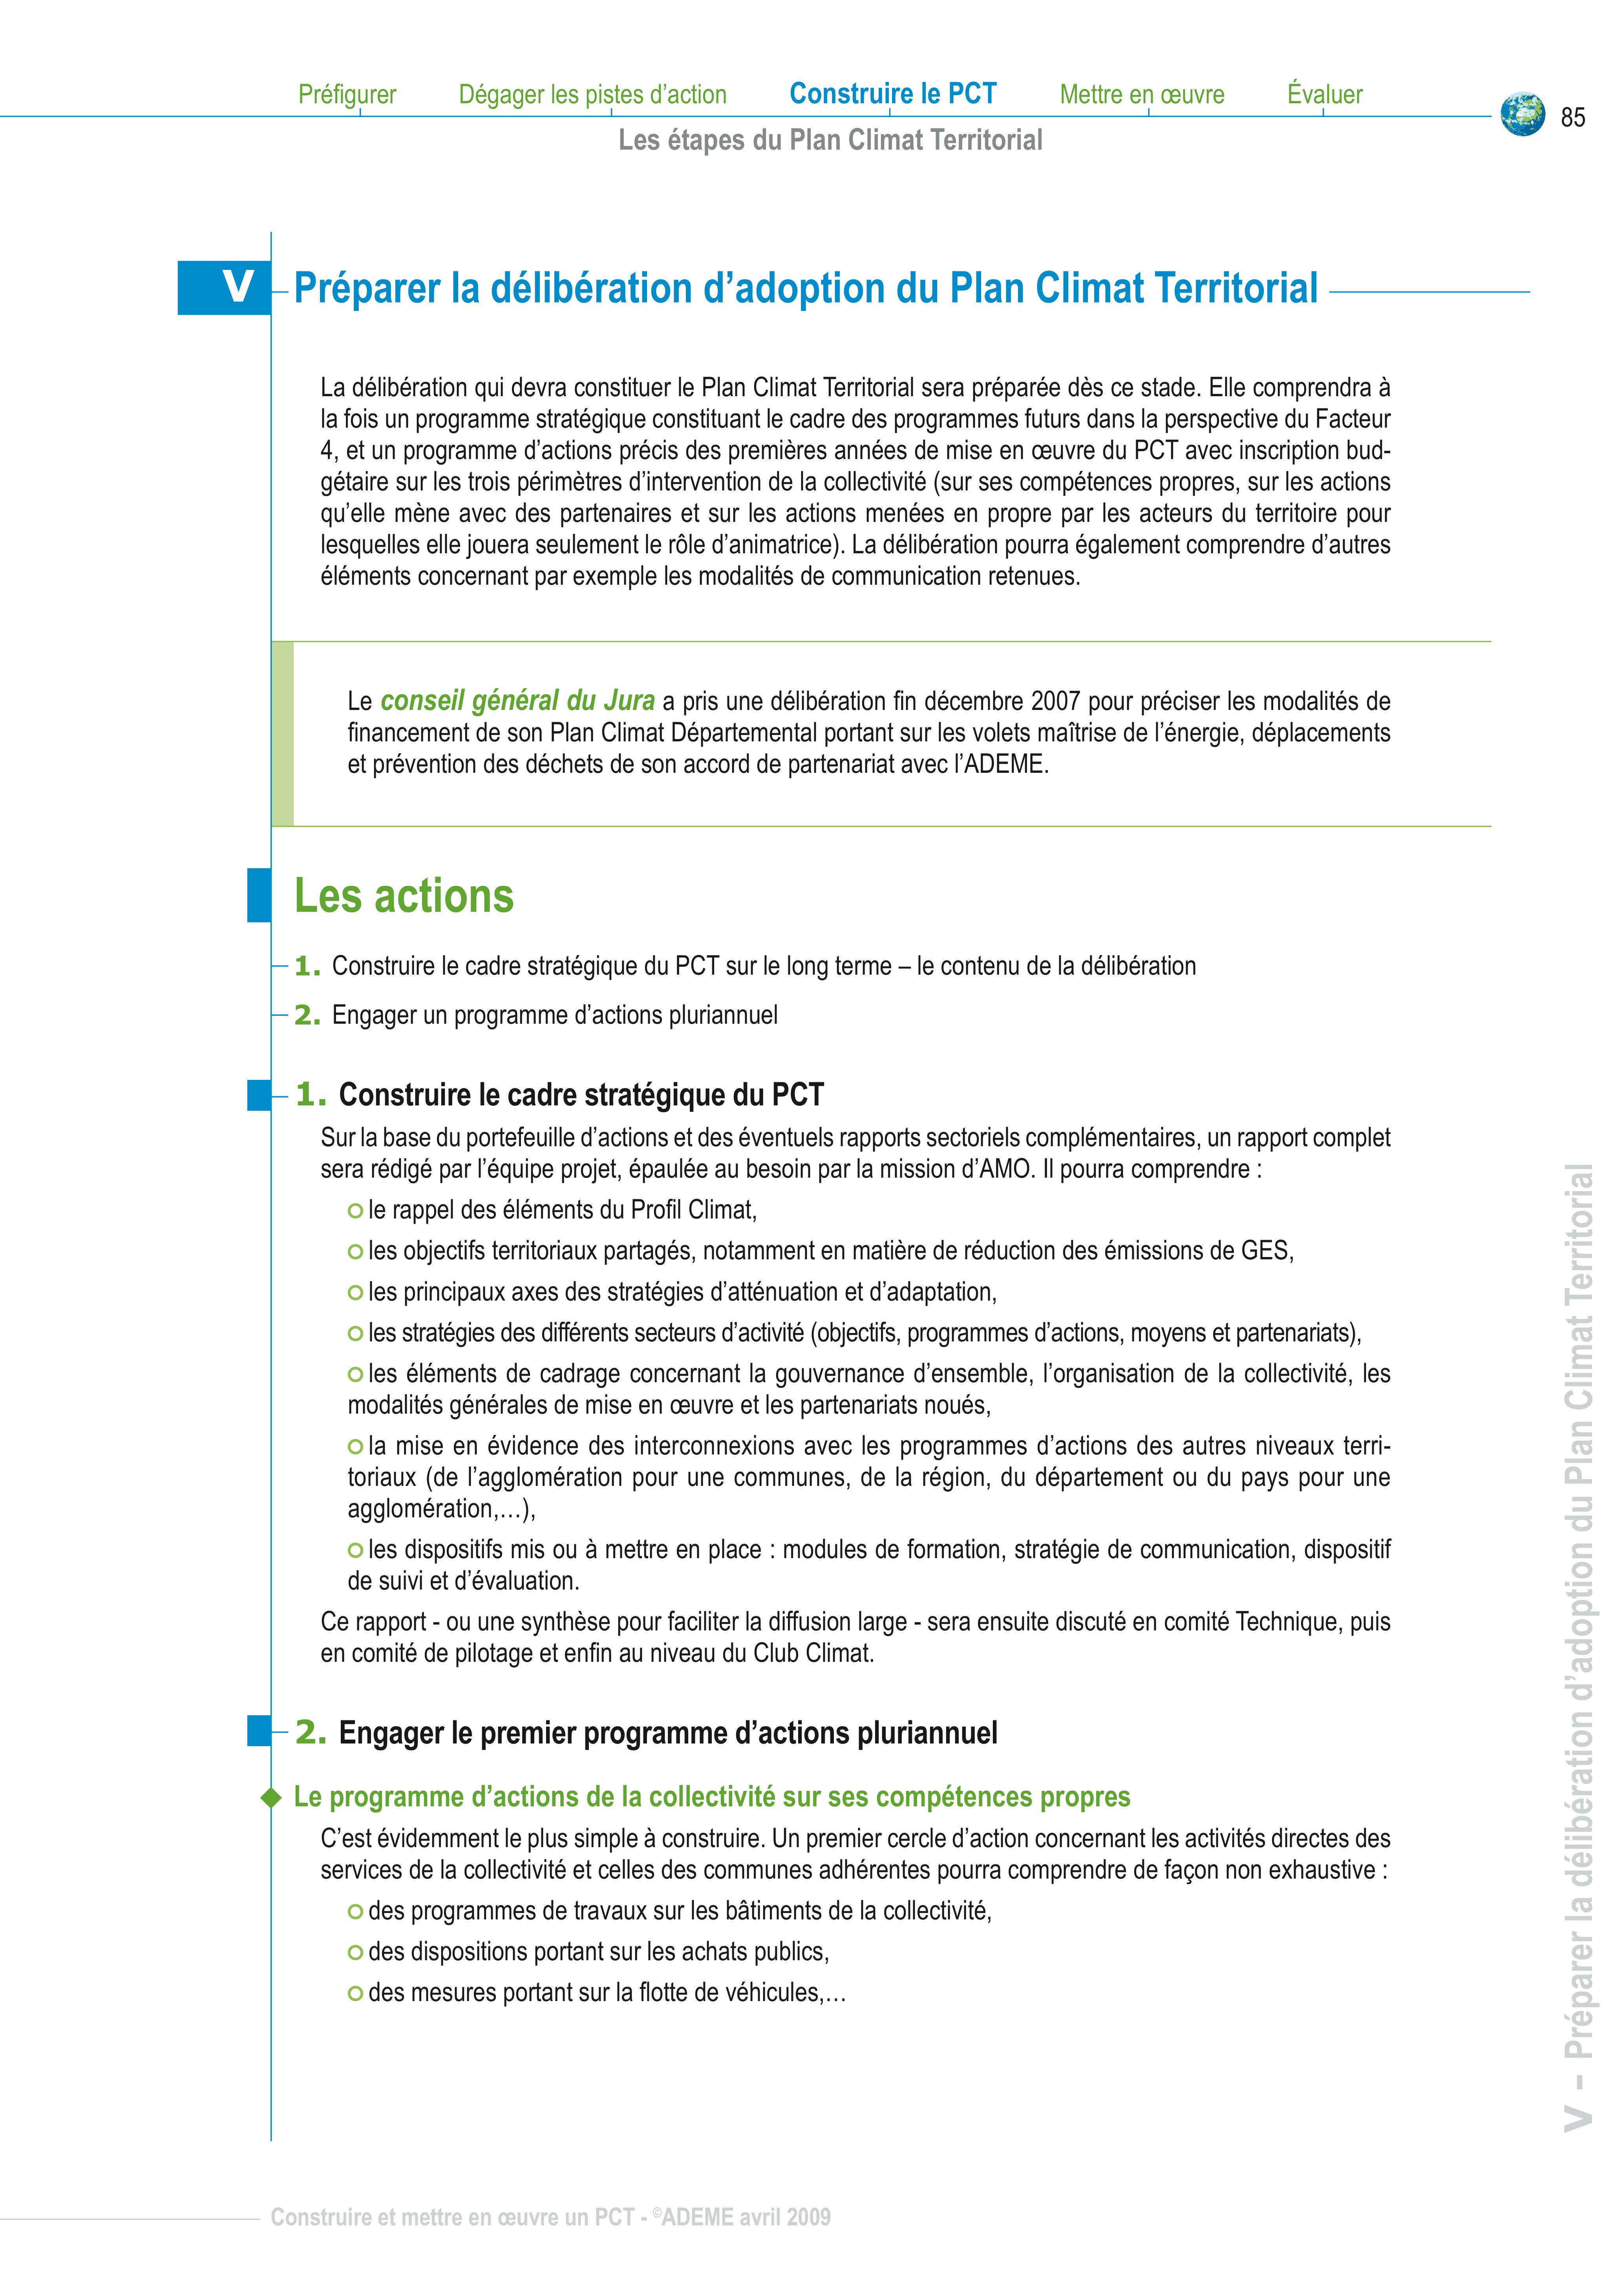 Préfigurer Dégager les pistes d’action Construire le PCT Mettre en œuvre Évaluer
85
Les étapes du Plan Climat Territorial
V Préparer la délibération d’adoption du Plan Climat Territorial
La délibération qui devra constituer le Plan Climat Territorial sera préparée dès ce stade. Elle comprendra à
la fois un programme stratégique constituant le cadre des programmes futurs dans la perspective du Facteur
4, et un programme d’actions précis des premières années de mise en œuvre du PCT avec inscription bud-
gétaire sur les trois périmètres d’intervention de la collectivité (sur ses compétences propres, sur les actions
qu’elle mène avec des partenaires et sur les actions menées en propre par les acteurs du territoire pour
lesquelles elle jouera seulement le rôle d’animatrice). La délibération pourra également comprendre d’autres
éléments concernant par exemple les modalités de communication retenues.
Le conseil général du Jura a pris une délibération fin décembre 2007 pour préciser les modalités de
financement de son Plan Climat Départemental portant sur les volets maîtrise de l’énergie, déplacements
et prévention des déchets de son accord de partenariat avec l’ADEME.
Les actions
1. Construire le cadre stratégique du PCT sur le long terme – le contenu de la délibération
2. Engager un programme d’actions pluriannuel
1. Construire le cadre stratégique du PCT
Sur la base du portefeuille d’actions et des éventuels rapports sectoriels complémentaires, un rapport complet
sera rédigé par l’équipe projet, épaulée au besoin par la mission d’AMO. Il pourra comprendre :
le rappel des éléments du Profil Climat,
les objectifs territoriaux partagés, notamment en matière de réduction des émissions de GES,
les principaux axes des stratégies d’atténuation et d’adaptation,
les stratégies des différents secteurs d’activité (objectifs, programmes d’actions, moyens et partenariats),
les éléments de cadrage concernant la gouvernance d’ensemble, l’organisation de la collectivité, les
modalités générales de mise en œuvre et les partenariats noués,
la mise en évidence des interconnexions avec les programmes d’actions des autres niveaux terri-
toriaux (de l’agglomération pour une communes, de la région, du département ou du pays pour une
agglomération,…),
les dispositifs mis ou à mettre en place : modules de formation, stratégie de communication, dispositif
de suivi et d’évaluation.
Ce rapport - ou une synthèse pour faciliter la diffusion large - sera ensuite discuté en comité Technique, puis
en comité de pilotage et enfin au niveau du Club Climat.
2. Engager le premier programme d’actions pluriannuel
Le programme d’actions de la collectivité sur ses compétences propres
C’est évidemment le plus simple à construire. Un premier cercle d’action concernant les activités directes des
services de la collectivité et celles des communes adhérentes pourra comprendre de façon non exhaustive :
des programmes de travaux sur les bâtiments de la collectivité,
des dispositions portant sur les achats publics,
des mesures portant sur la flotte de véhicules,…
V - Préparer la délibération d’adoption du Plan Climat Territorial
Construire et mettre en œuvre un PCT - ©ADEME avril 2009